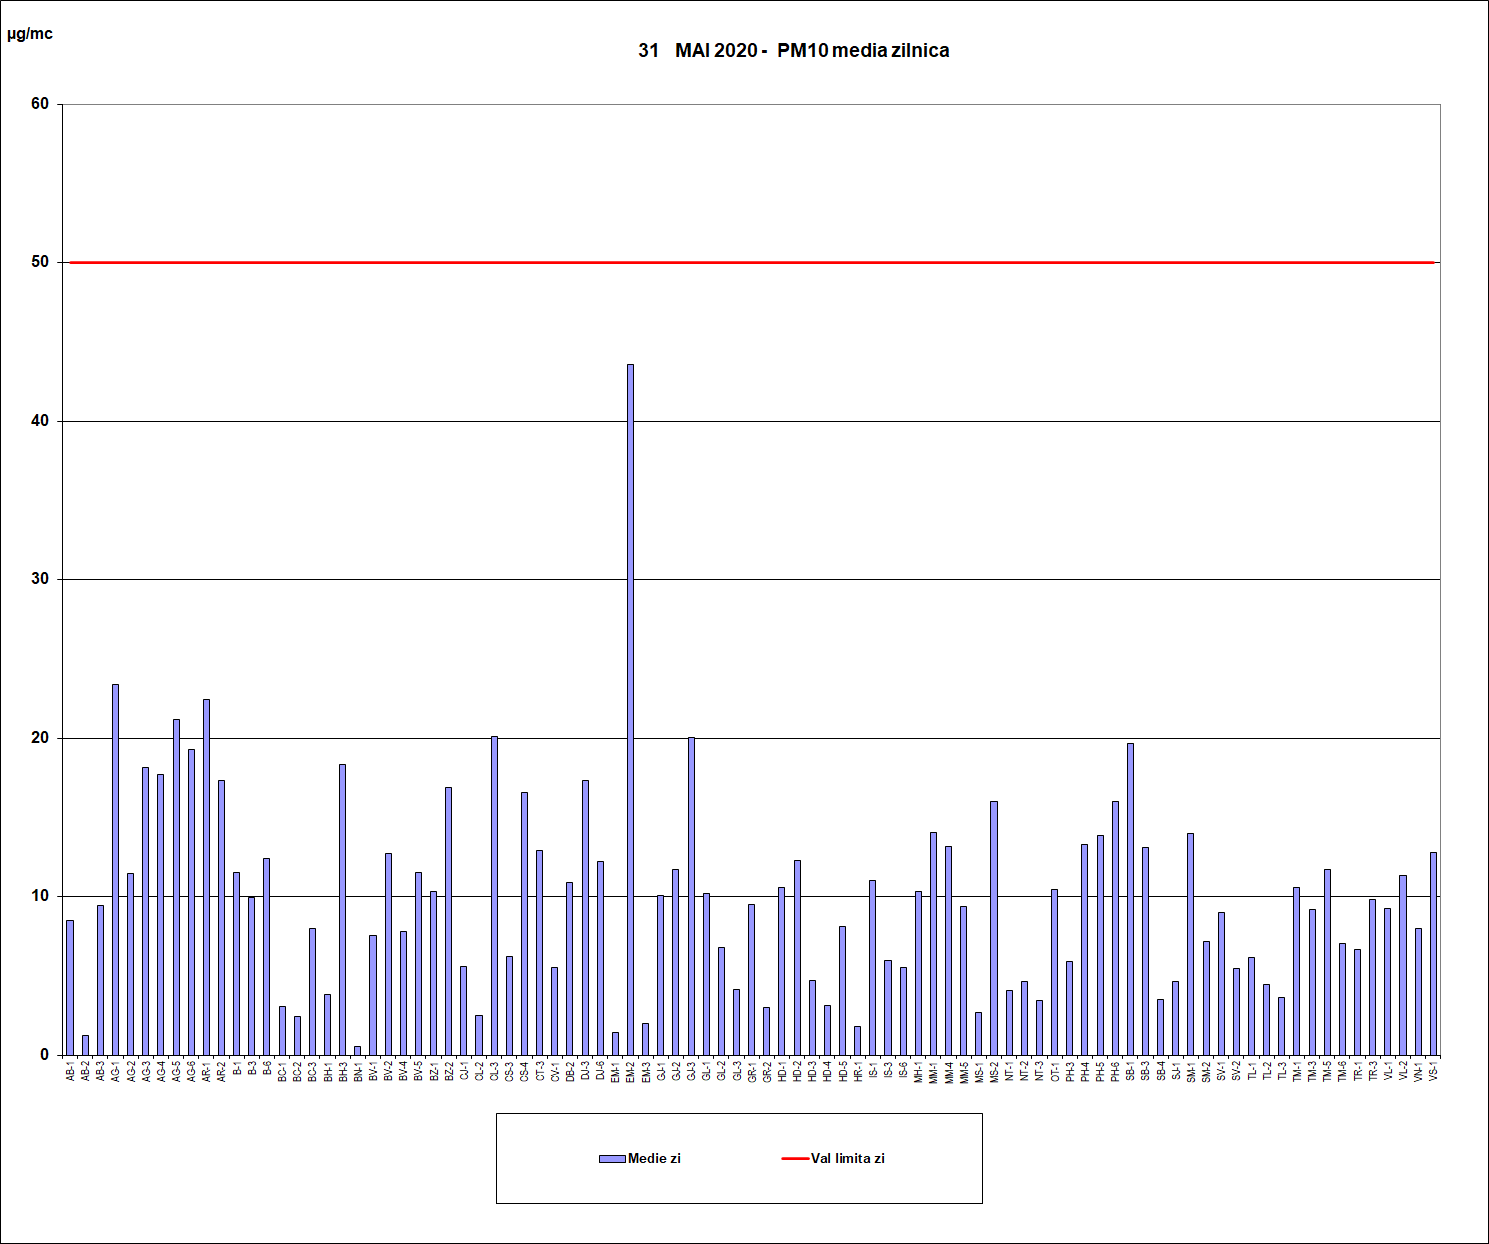 µg/mc
31 MAI 2020 - PM10 media zilnica
60
50
40
30
20
10
0
AB-1 AB-2 AB-3 AG-1 AG-2 AG-3 AG-4 AG-5 AG-6 AR-1 AR-2 B-1 B-3 B-6 BC-1 BC-2 BC-3 BH-1 BH-3 BN-1 BV-1 BV-2 BV-4 BV-5 BZ-1 BZ-2 CJ-1 CL-2 CL-3 CS-3 CS-4 CT-3 CV-1 DB-2 DJ-3 DJ-6 EM-1 EM-2 EM-3 GJ-1 GJ-2 GJ-3 GL-1 GL-2 GL-3 GR-1 GR-2 HD-1 HD-2 HD-3 HD-4 HD-5 HR-1 IS-1 IS-3 IS-6 MH-1 MM-1 MM-4 MM-5 MS-1 MS-2 NT-1 NT-2 NT-3 OT-1 PH-3 PH-4 PH-5 PH-6 SB-1 SB-3 SB-4 SJ-1 SM-1 SM-2 SV-1 SV-2 TL-1 TL-2 TL-3 TM-1 TM-3 TM-5 TM-6 TR-1 TR-3 VL-1 VL-2 VN-1 VS-1
Medie zi Val limita zi